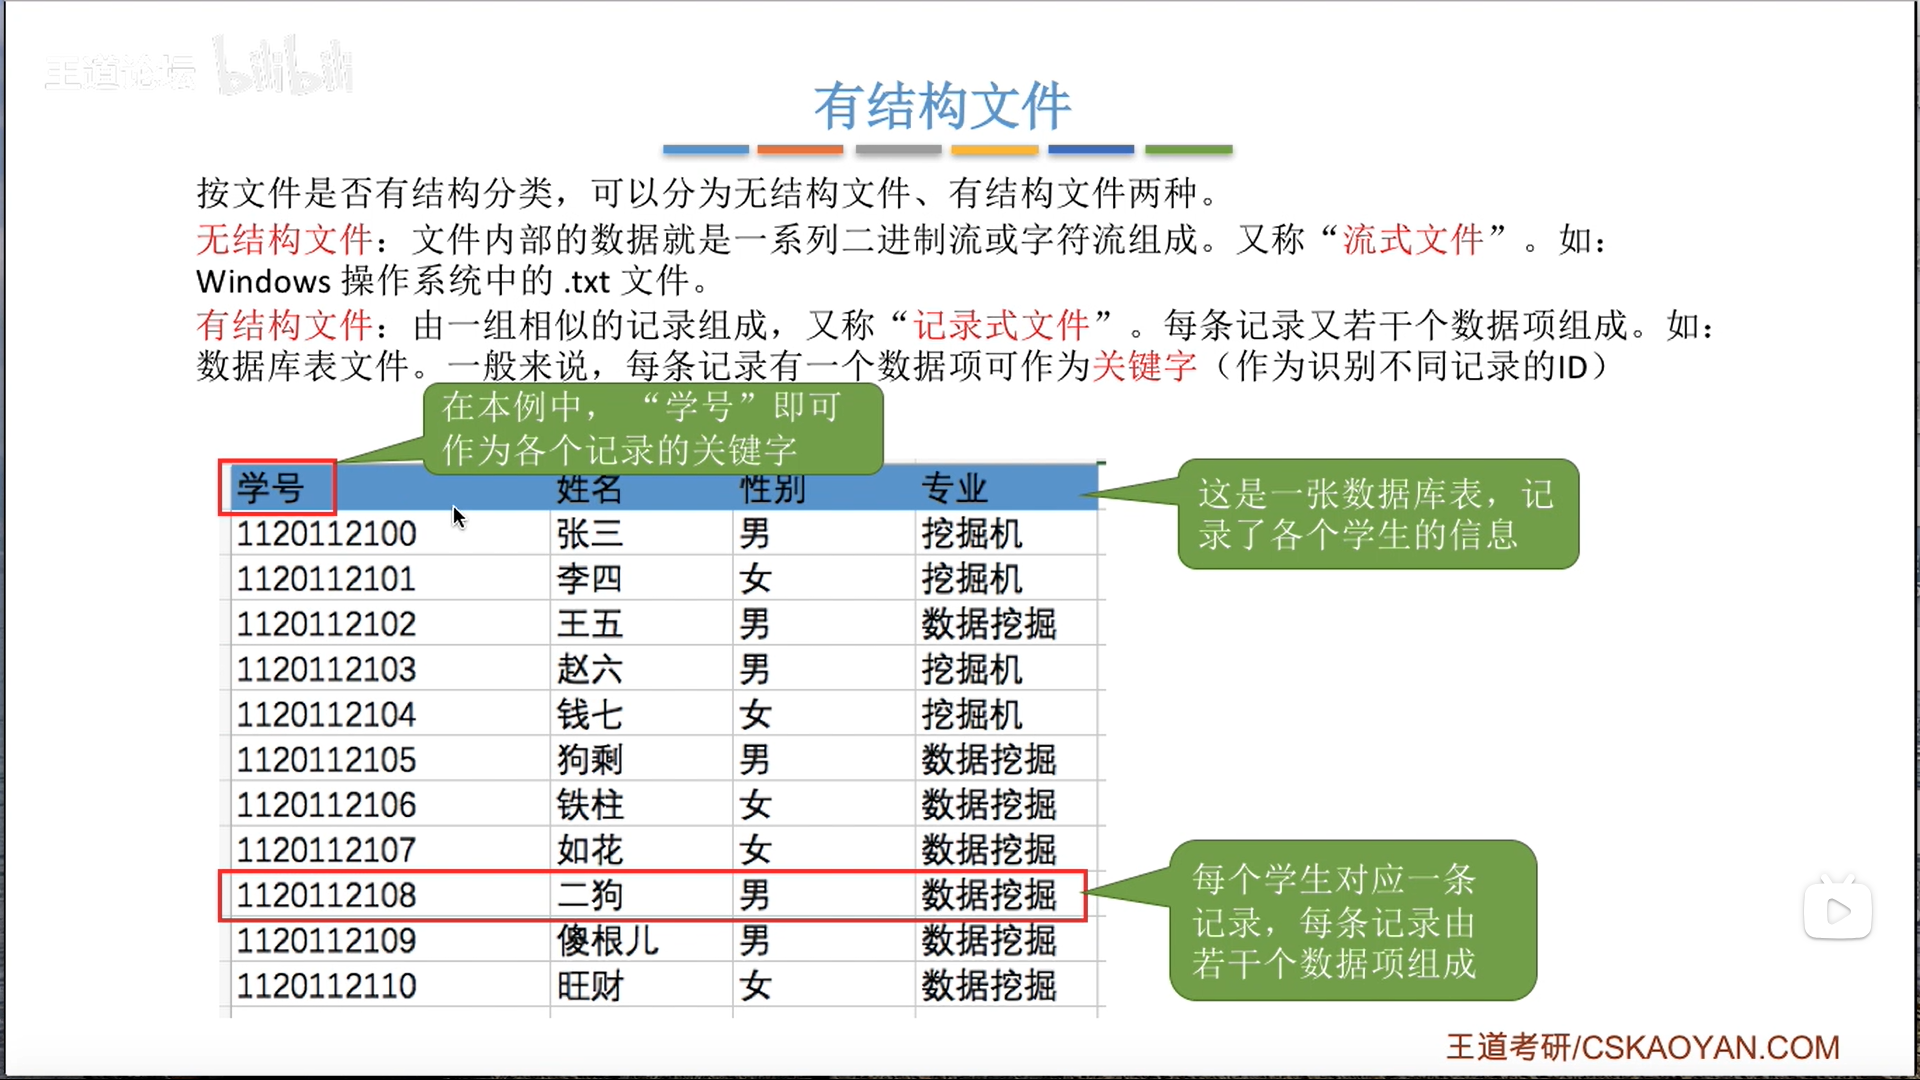 王道论坛 bilibili
有结构文件
按文件是否有结构分类，可以分为无结构文件、有结构文件两种。
无结构文件：文件内部的数据就是一系列二进制流或字符流组成。又称“流式文件”。如：
Windows 操作系统中的 .txt 文件。
有结构文件：由一组相似的记录组成，又称“记录式文件”。每条记录又若干个数据项组成。如：
数据库表文件。一般来说，每条记录有一个数据项可作为关键字（作为识别不同记录的ID）
在本例中，“学号”即可
作为各个记录的关键字
学号 姓名 性别 专业
这是一张数据库表，记
录了各个学生的信息
1120112100 张三 男 挖掘机
1120112101 李四 女 挖掘机
1120112102 王五 男 数据挖掘
1120112103 赵六 男 挖掘机
1120112104 钱七 女 挖掘机
1120112105 狗剩 男 数据挖掘
1120112106 铁柱 女 数据挖掘
1120112107 如花 女 数据挖掘
1120112108 二狗 男 数据挖掘
1120112109 傻根儿 男 数据挖掘
1120112110 旺财 女 数据挖掘
每个学生对应一条
记录，每条记录由
若干个数据项组成
王道考研/CSKAOYAN.COM